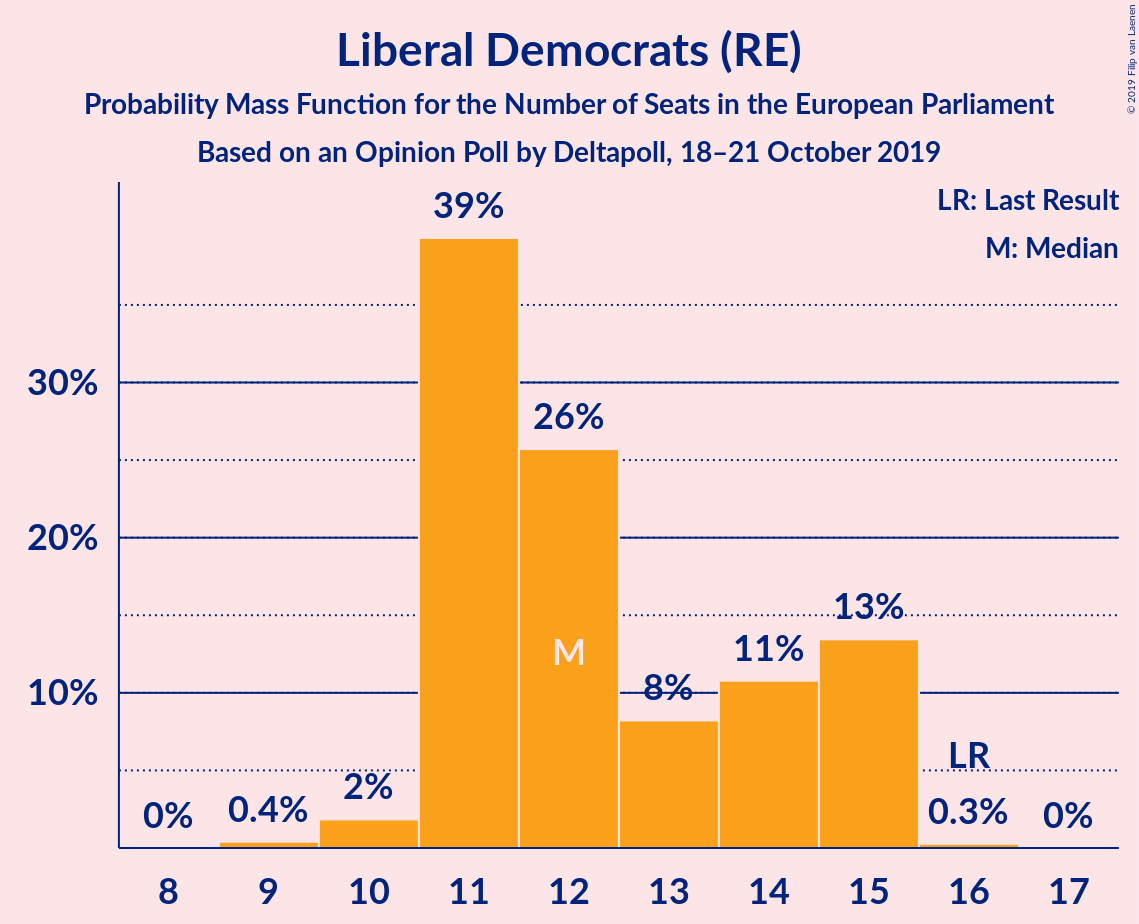 Liberal Democrats (RE)
Probability Mass Function for the Number of Seats in the European Parliament
Based on an Opinion Poll by Deltapoll, 18–21 October 2019
© 2019 Filip van Laenen
LR: Last Result
M: Median
39%
30%
26%
20%
13%
M
11%
10%
8%
LR
2%
0%
0.4%
0.3%
0%
8 9 10 11 12 13 14 15 16 17